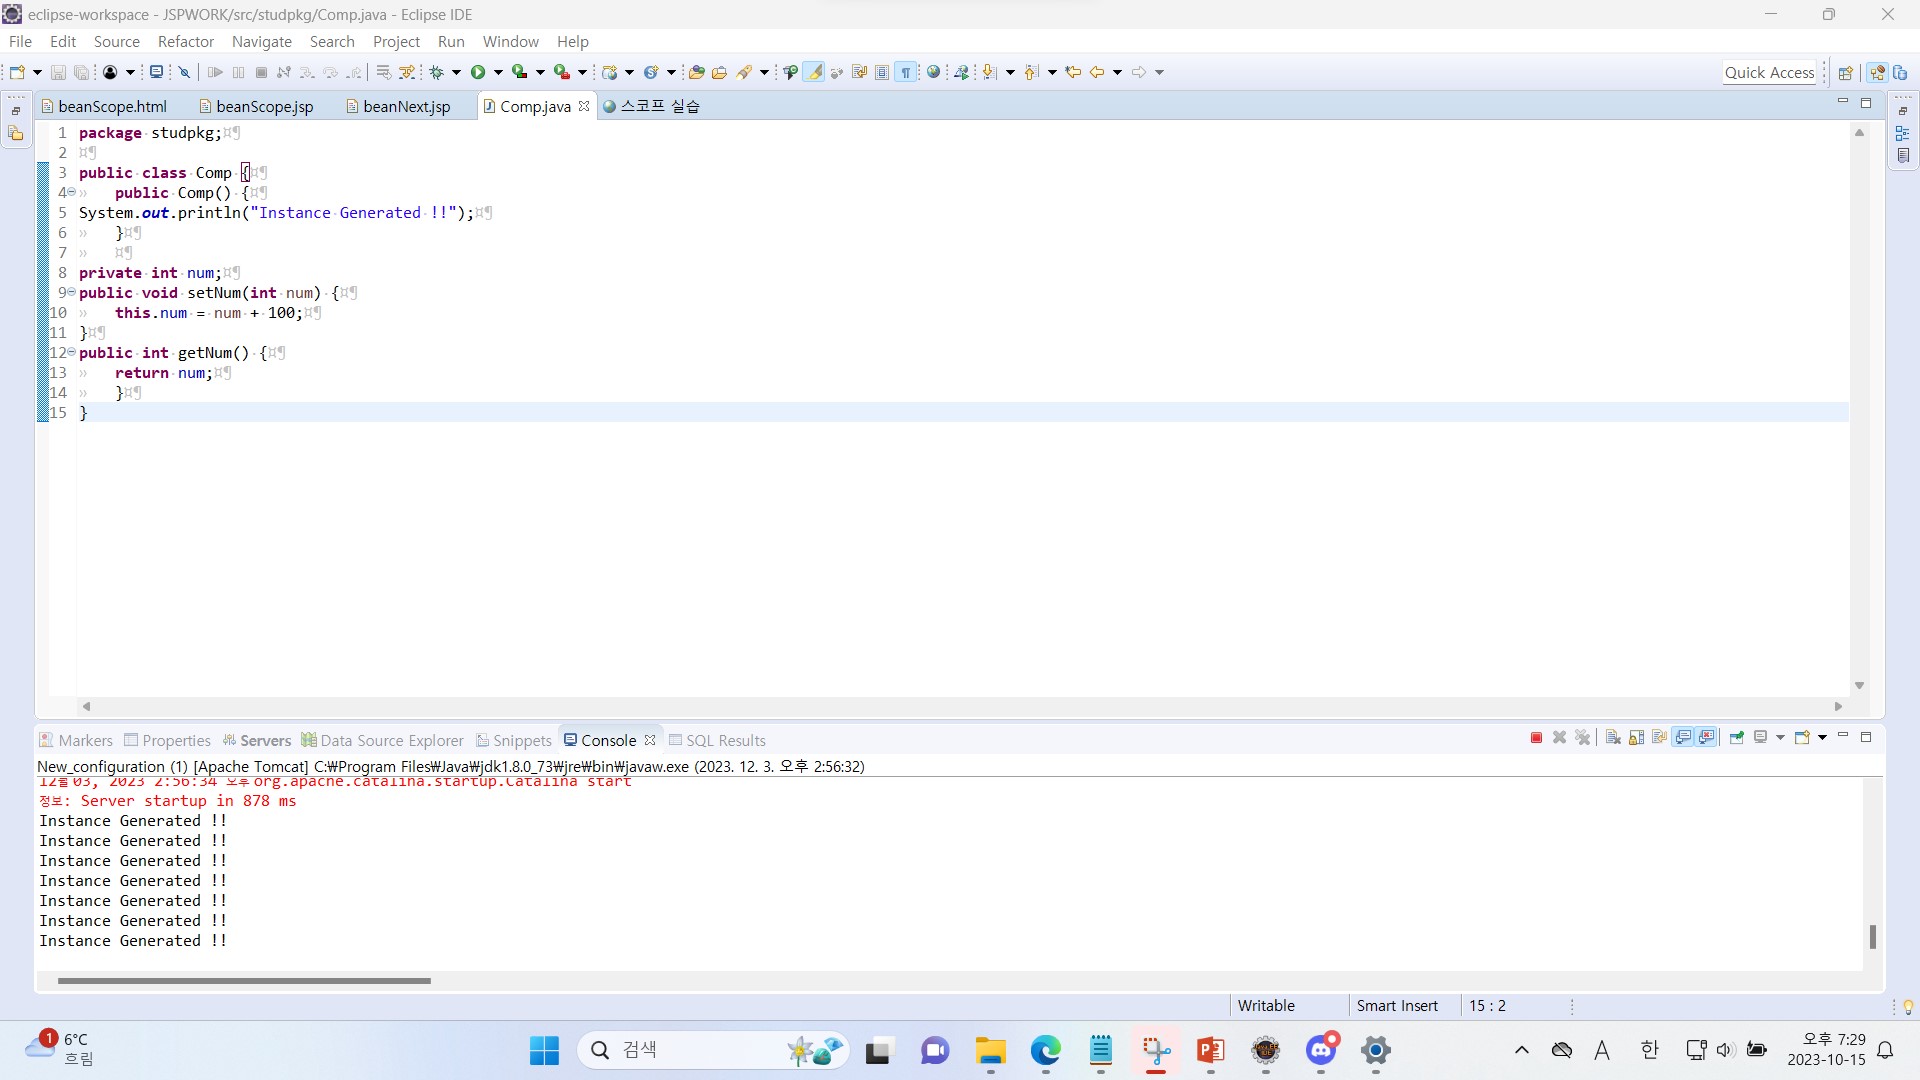 eclipse-workspace - JSPWORK/src/studpkg/Comp.java - Eclipse IDE
File Edit Source Refactor Navigate Search Project Run Window Help
Quick Access
beanScope.html beanScope.jsp beanNext.jsp Comp.java 스코프 실습
1 package studpkg;
2
3 public class Comp {
4 public Comp() {
5 System.out.println("Instance Generated !!");
6 }
7
8 private int num;
9 public void setNum(int num) {
10 this.num = num + 100;
11 }
12 public int getNum() {
13 return num;
14 }
15 }
Markers Properties Servers Data Source Explorer Snippets Console SQL Results
New_configuration (1) [Apache Tomcat] C:₩Program Files₩Java₩jdk1.8.0_73₩jre₩bin₩javaw.exe (2023. 12. 3. 오후 2:56:32)
12월 03, 2023 2:56:34 오후 org.apache.catalina.startup.Catalina start
정보: Server startup in 878 ms
Instance Generated !!
Instance Generated !!
Instance Generated !!
Instance Generated !!
Instance Generated !!
Instance Generated !!
Instance Generated !!
Writable Smart Insert 15 : 2
1 6°C
흐림
검색
A 한
오후 7:29
2023-10-15